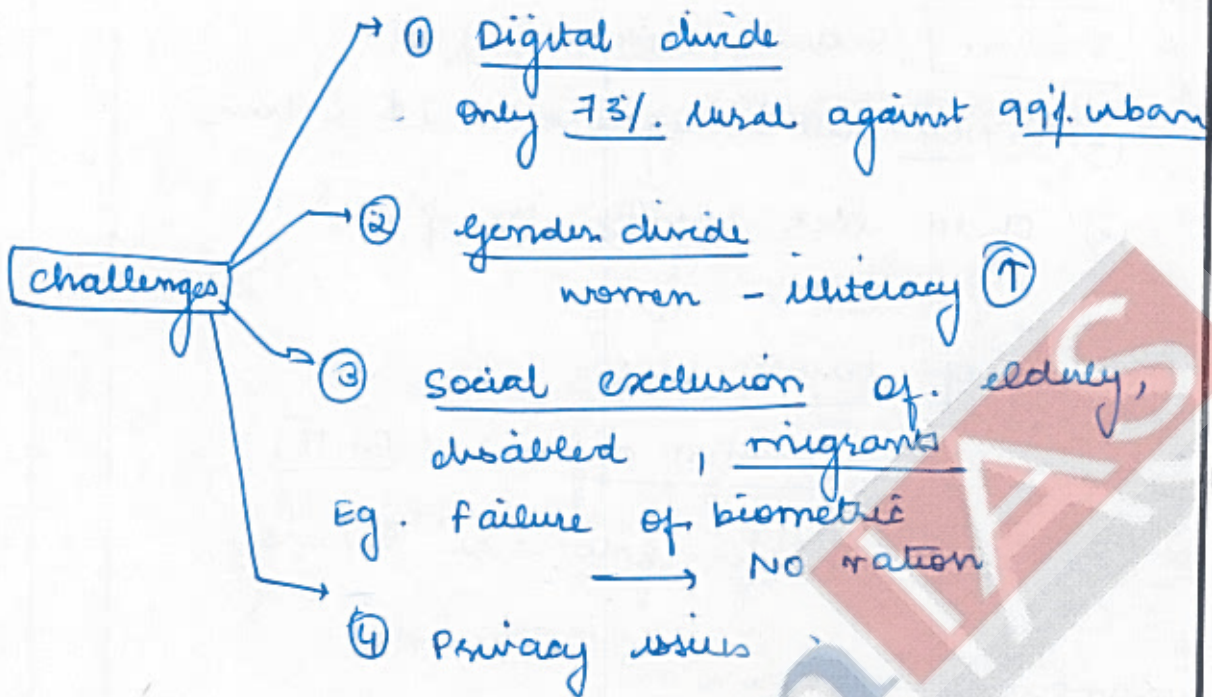 ① Digital divide
only 73%. rural against 99%. urban
② Gender divide
challenges
women - illiteracy ↑
③ Social exclusion of. elderly,
disabled, migrants
Eg. failure of biometric
→ No ration
④ Privacy issues
IAS